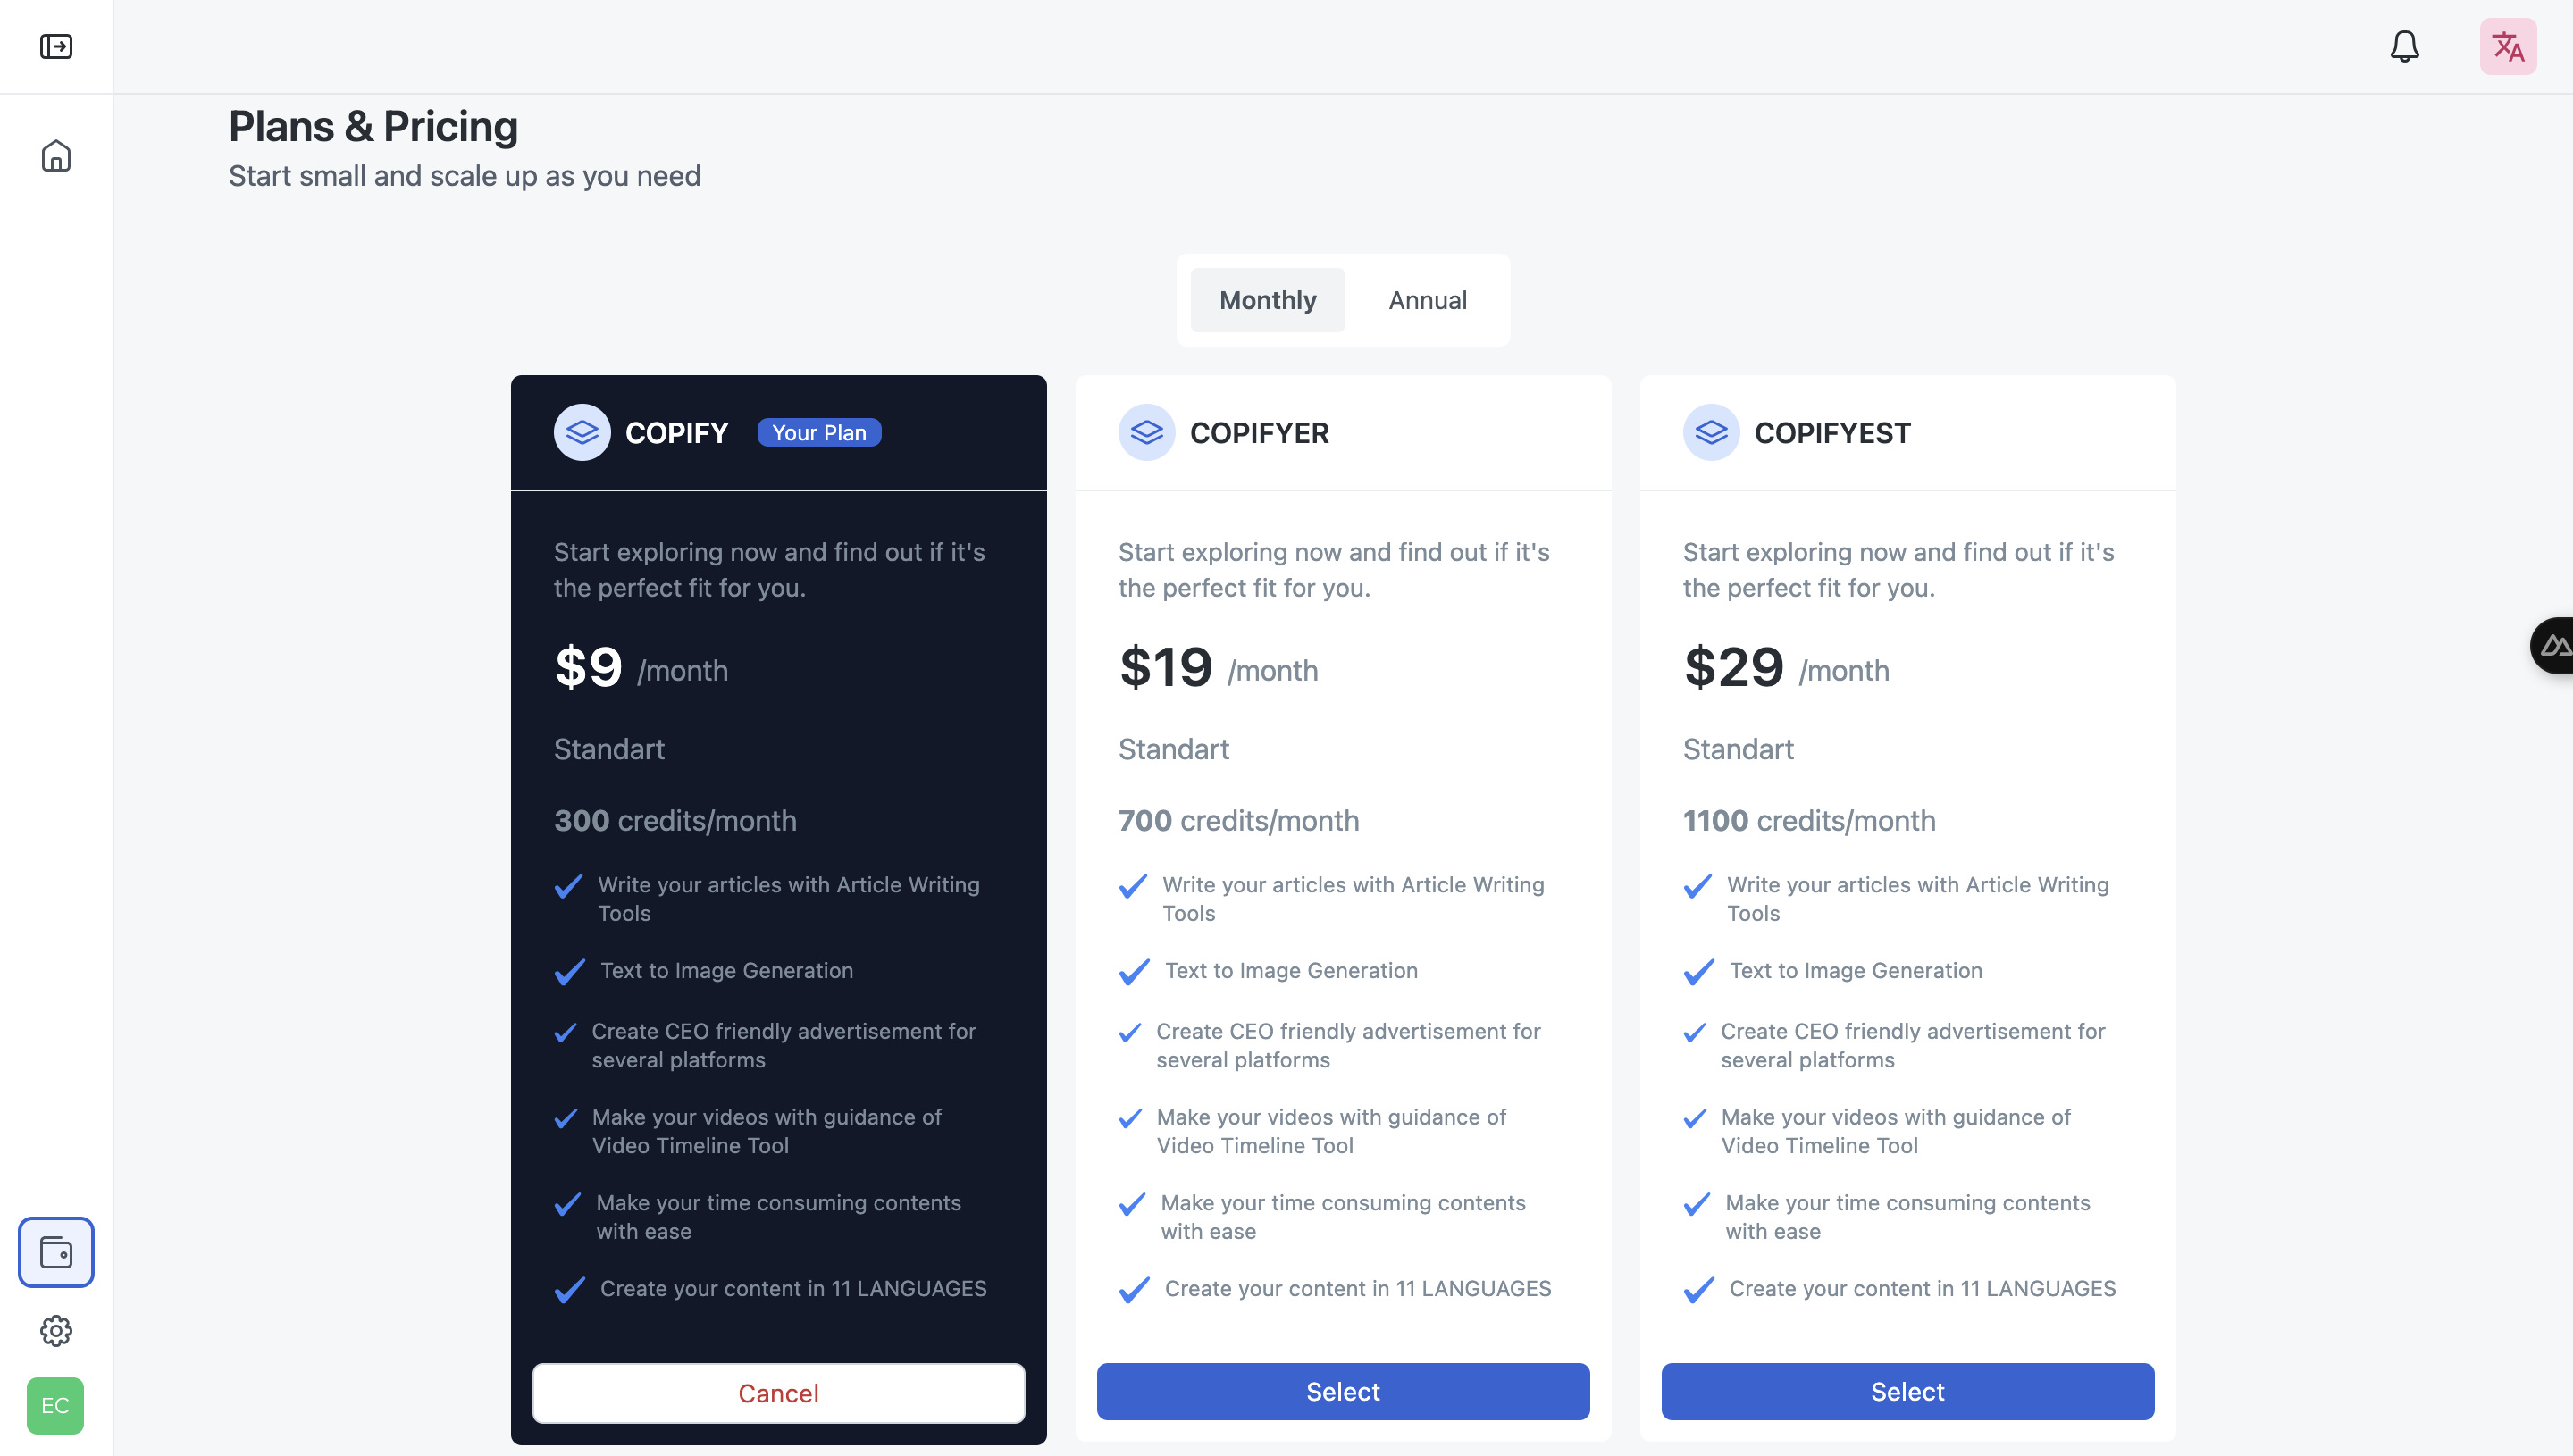 Plans & Pricing
Start small and scale up as you need
Monthly
Annual
COPIFY
Your Plan
Start exploring now and find out if it's
the perfect fit for you.
$9 /month
Standart
300 credits/month
Write your articles with Article Writing
Tools
Text to Image Generation
Create CEO friendly advertisement for
several platforms
Make your videos with guidance of
Video Timeline Tool
Make your time consuming contents
with ease
Create your content in 11 LANGUAGES
Cancel
COPIFYER
Start exploring now and find out if it's
the perfect fit for you.
$19 /month
Standart
700 credits/month
Write your articles with Article Writing
Tools
Text to Image Generation
Create CEO friendly advertisement for
several platforms
Make your videos with guidance of
Video Timeline Tool
Make your time consuming contents
with ease
Create your content in 11 LANGUAGES
Select
COPIFYEST
Start exploring now and find out if it's
the perfect fit for you.
$29 /month
Standart
1100 credits/month
Write your articles with Article Writing
Tools
Text to Image Generation
Create CEO friendly advertisement for
several platforms
Make your videos with guidance of
Video Timeline Tool
Make your time consuming contents
with ease
Create your content in 11 LANGUAGES
Select
EC